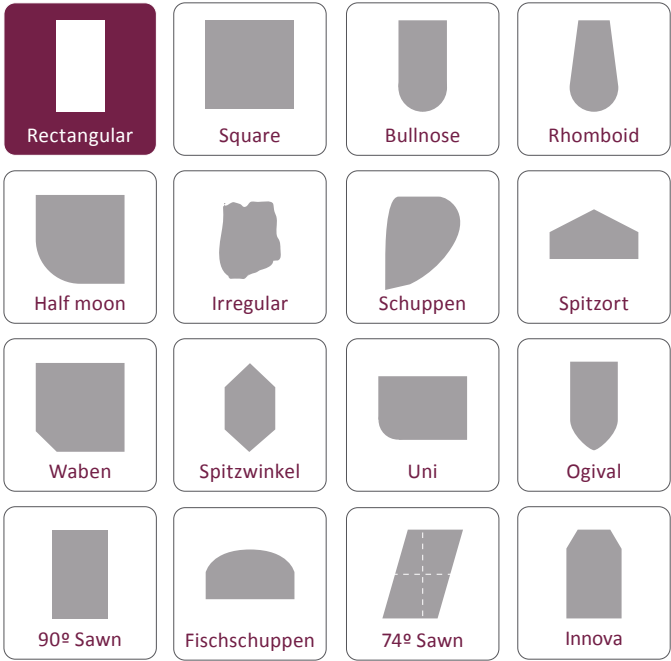 Rectangular
Square
Bullnose
Rhomboid
Half moon
Irregular
Schuppen
Spitzort
Waben
Spitzwinkel
Uni
Ogival
90º Sawn
Fischschuppen
74º Sawn
Innova